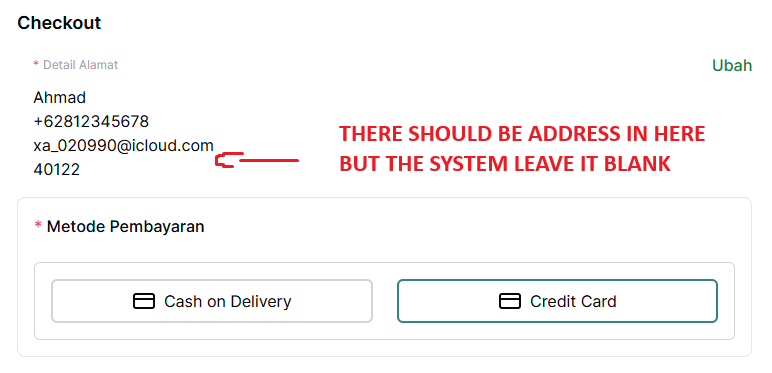 Checkout
* Detail Alamat
Ubah
Ahmad
+62812345678
xa_020990@icloud.com
40122
THERE SHOULD BE ADDRESS IN HERE
BUT THE SYSTEM LEAVE IT BLANK
* Metode Pembayaran
Cash on Delivery
Credit Card